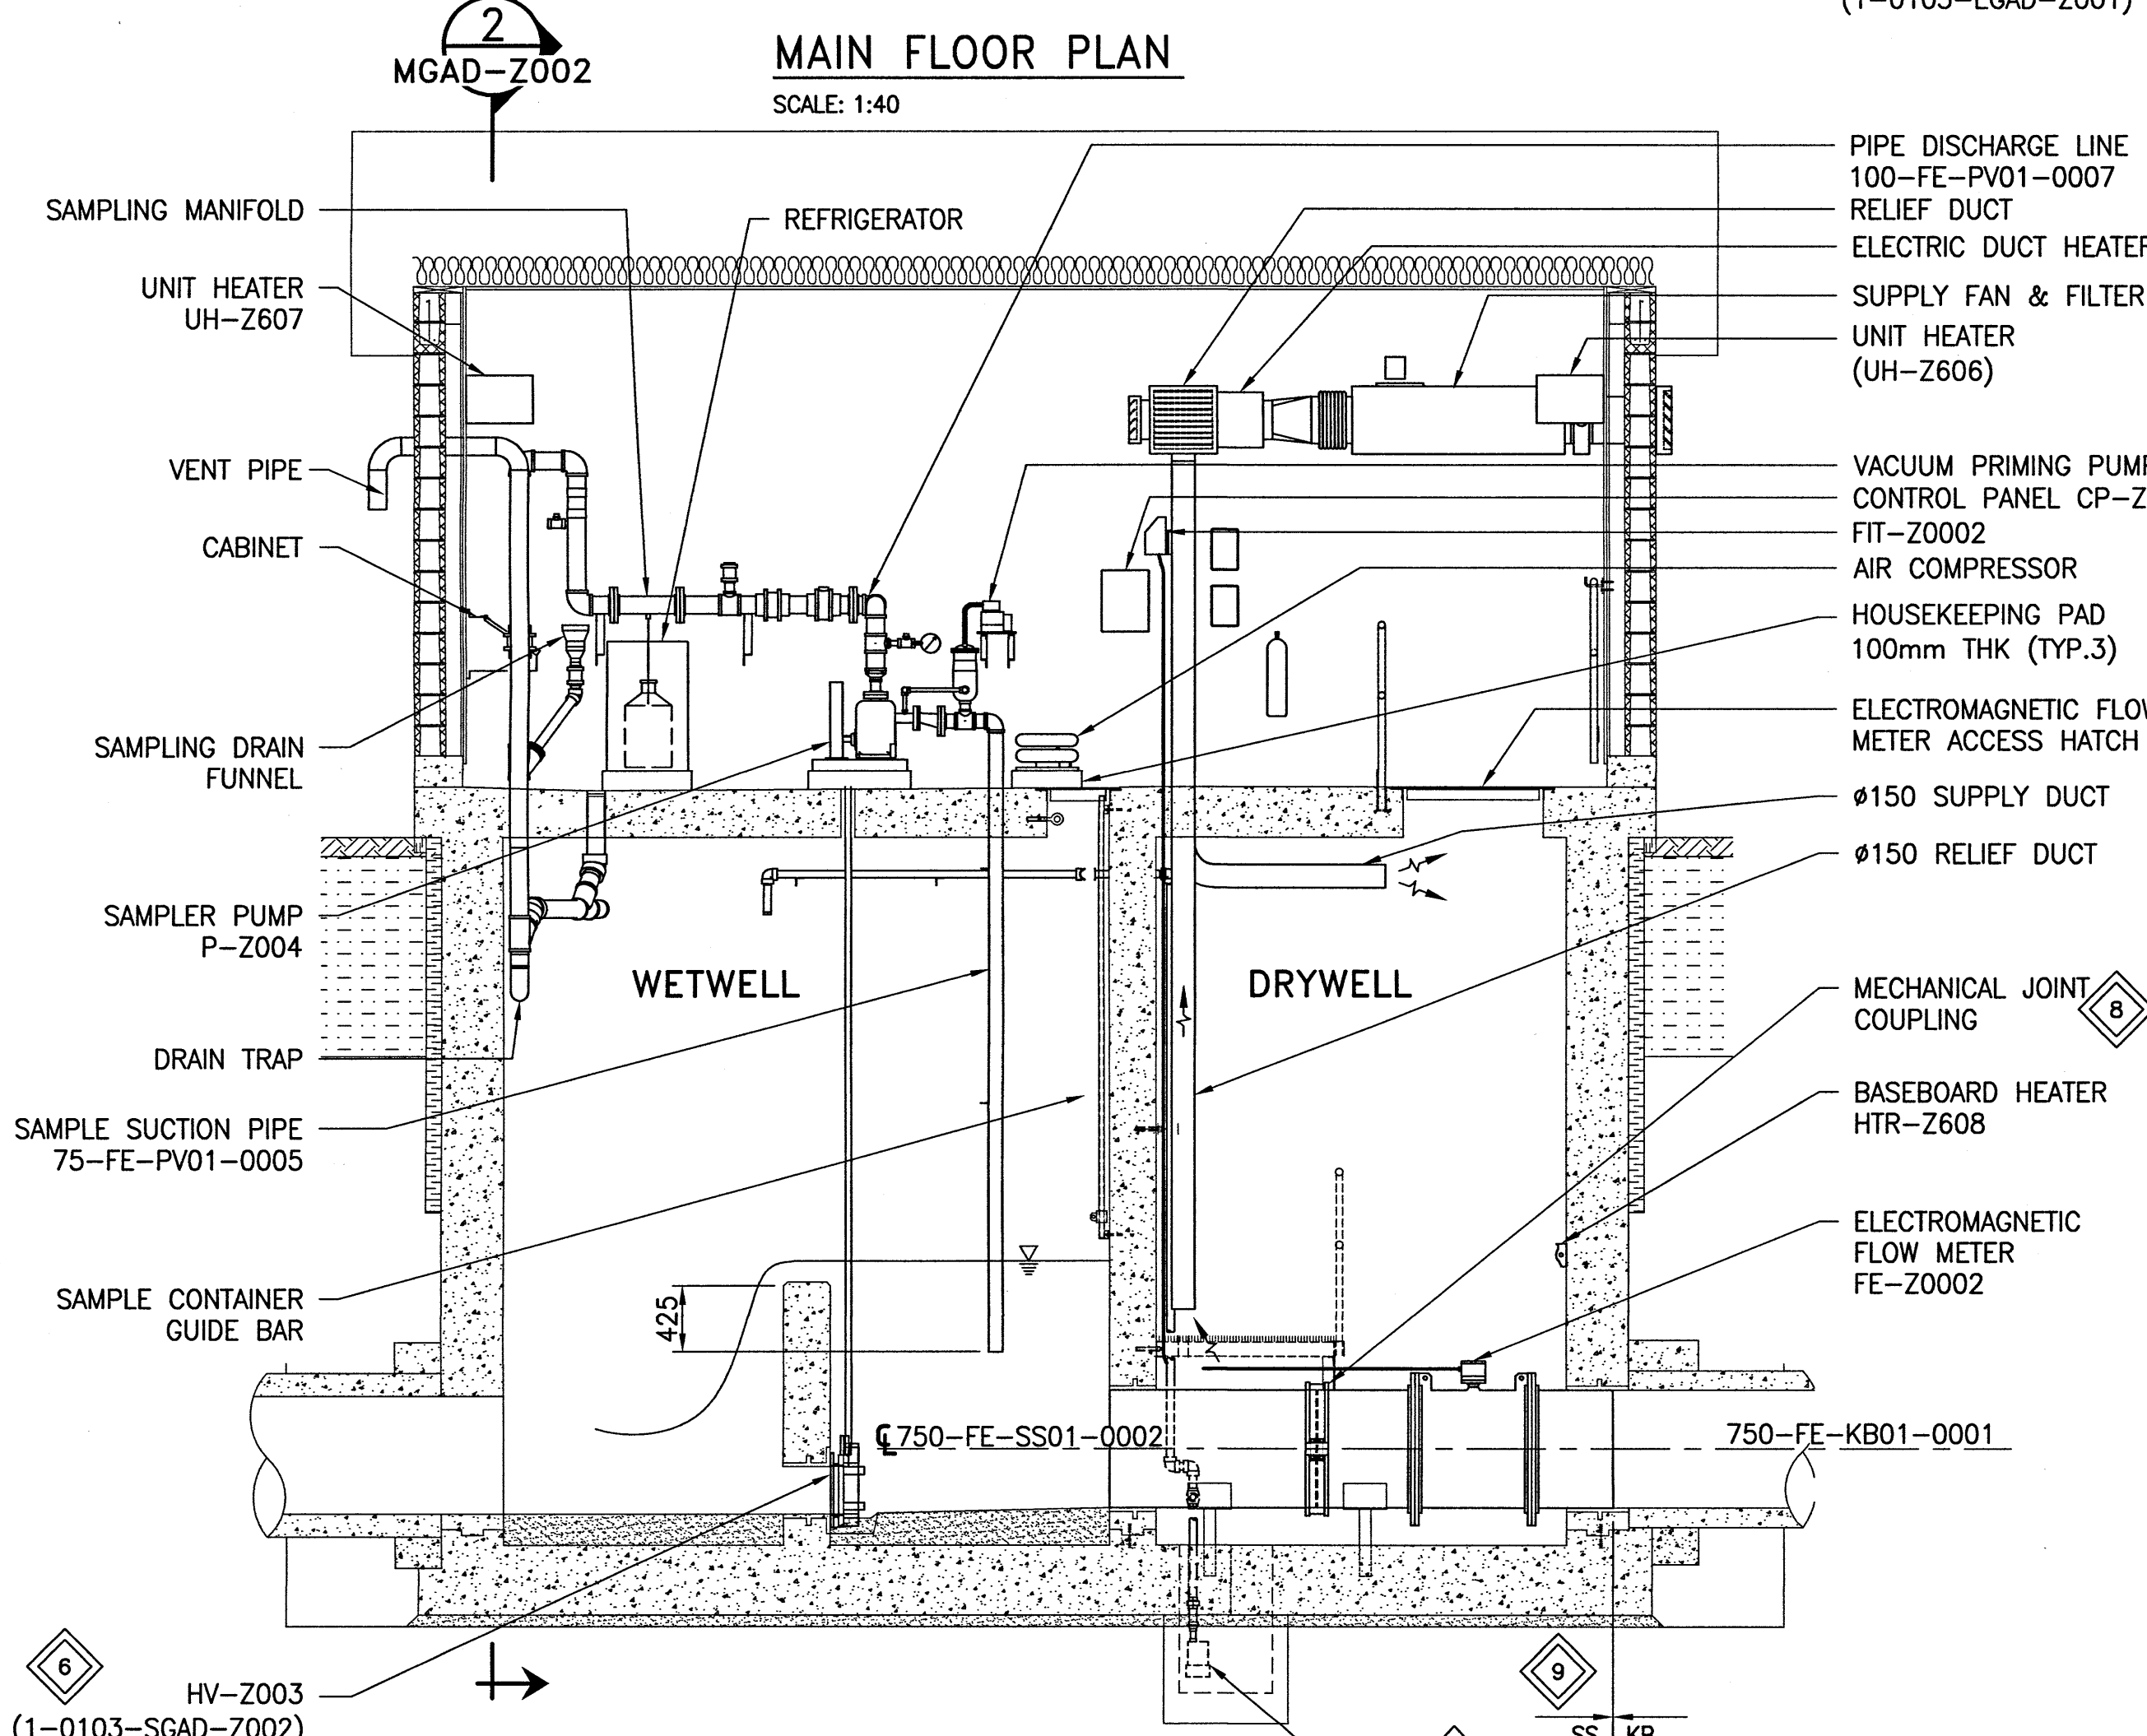 (1-0103-EGAD-Z001)
2
MGAD-Z002
MAIN FLOOR PLAN
SCALE: 1:40
SAMPLING MANIFOLD
REFRIGERATOR
UNIT HEATER
UH-Z607
VENT PIPE
CABINET
SAMPLING DRAIN
FUNNEL
SAMPLER PUMP
P-Z004
DRAIN TRAP
SAMPLE SUCTION PIPE
75-FE-PV01-0005
SAMPLE CONTAINER
GUIDE BAR
6
HV-Z003
(1-0103-SGAD-Z002)
WETWELL
DRYWELL
425
℄ 750-FE-SS01-0002
750-FE-KB01-0001
PIPE DISCHARGE LINE
100-FE-PV01-0007
RELIEF DUCT
ELECTRIC DUCT HEATER
SUPPLY FAN & FILTER
UNIT HEATER
(UH-Z606)
VACUUM PRIMING PUMP
CONTROL PANEL CP-Z
FIT-Z0002
AIR COMPRESSOR
HOUSEKEEPING PAD
100mm THK (TYP.3)
ELECTROMAGNETIC FLOW
METER ACCESS HATCH
ø150 SUPPLY DUCT
ø150 RELIEF DUCT
MECHANICAL JOINT
COUPLING
8
BASEBOARD HEATER
HTR-Z608
ELECTROMAGNETIC
FLOW METER
FE-Z0002
9
SS KB